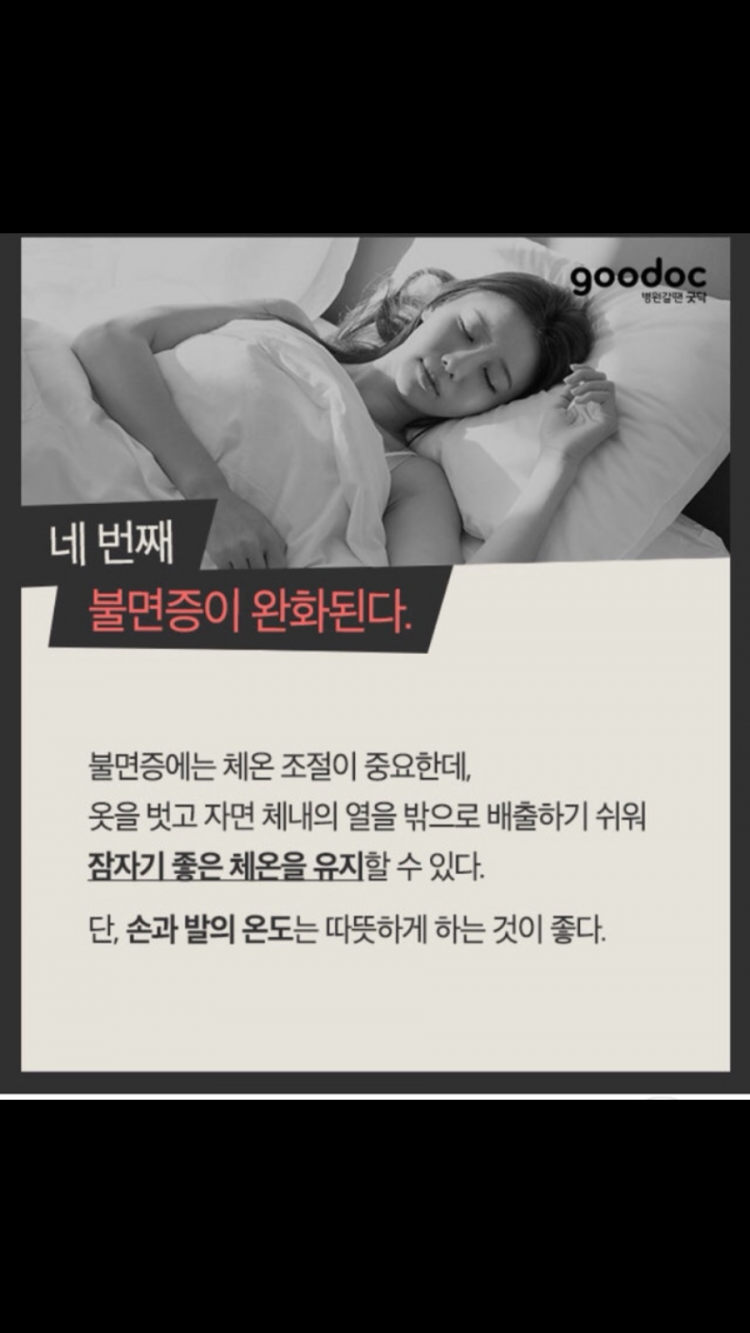 goodoc
병원갈땐 굿닥
네 번째
불면증이 완화된다.
불면증에는 체온 조절이 중요한데,
옷을 벗고 자면 체내의 열을 밖으로 배출하기 쉬워
잠자기 좋은 체온을 유지할 수 있다.
단, 손과 발의 온도는 따뜻하게 하는 것이 좋다.